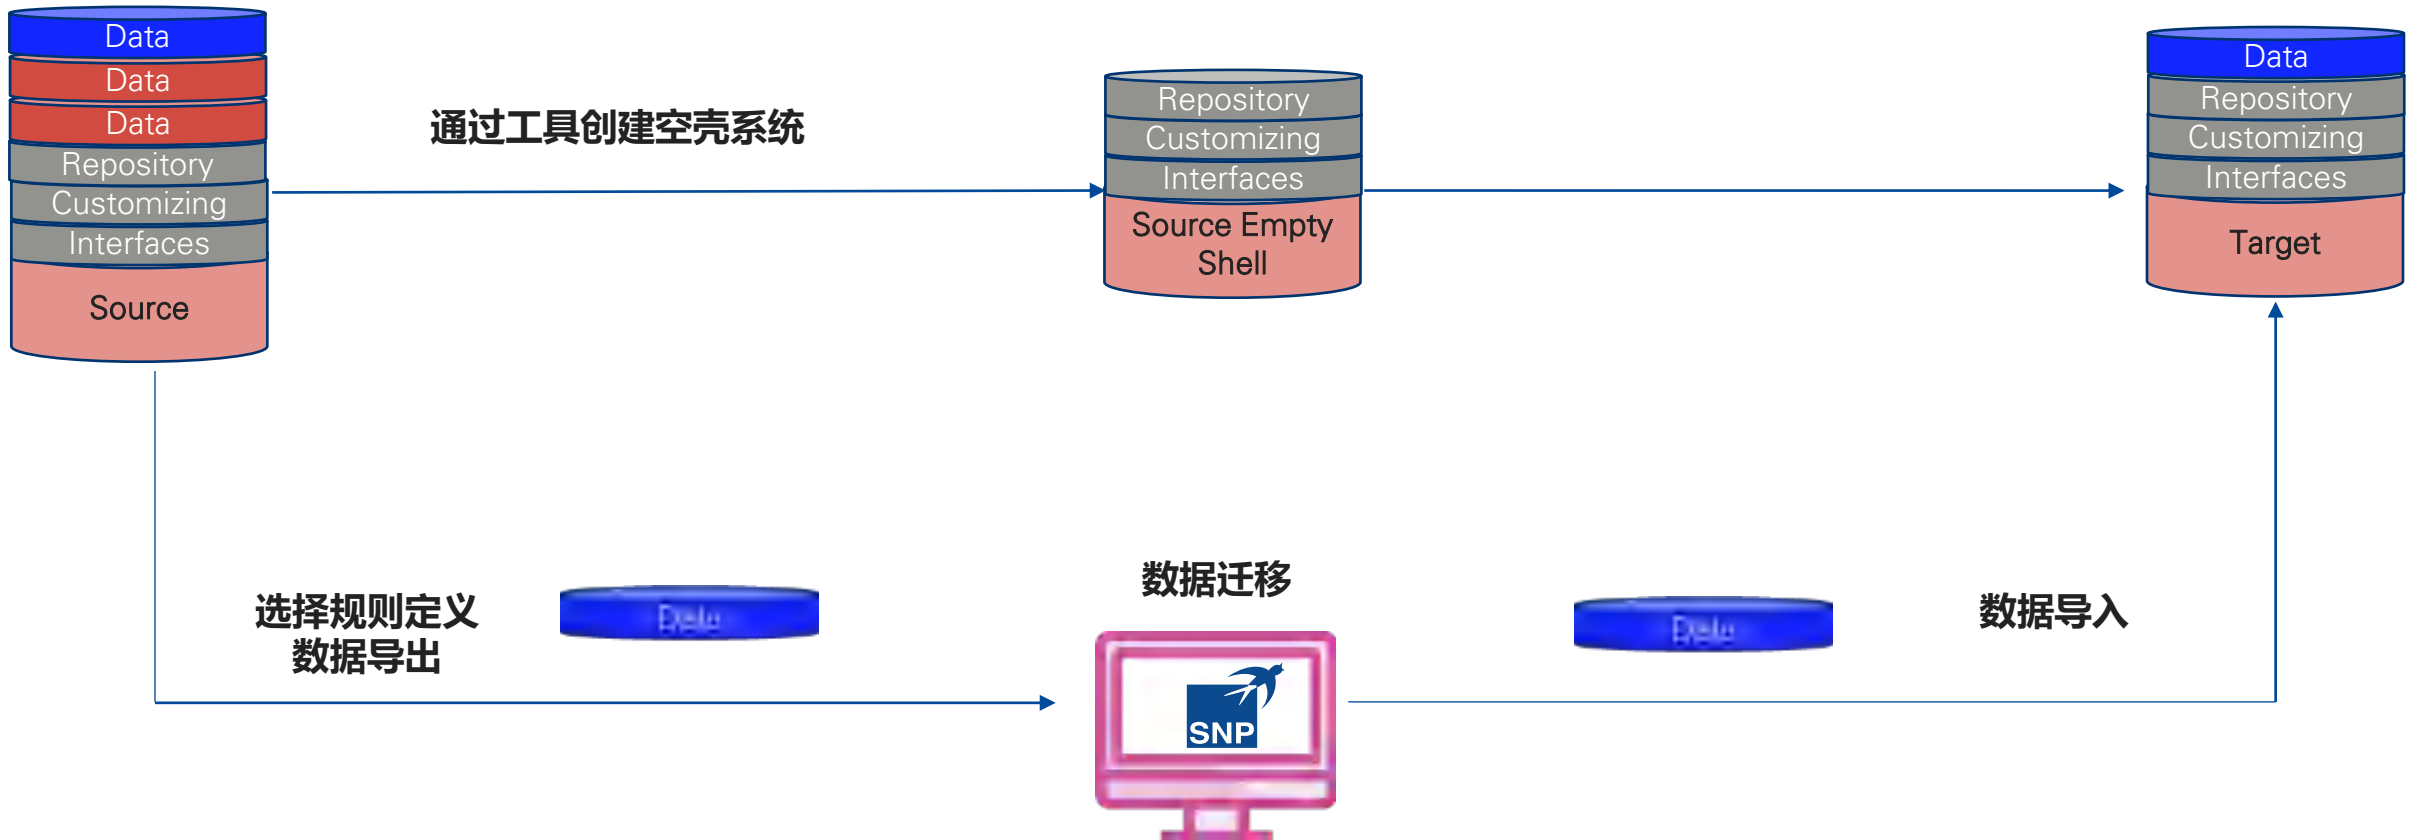 Data
Data
Data
Repository
Customizing
Interfaces
Source
通过工具创建空壳系统
Repository
Customizing
Interfaces
Source Empty
Shell
Data
Repository
Customizing
Interfaces
Target
选择规则定义
数据导出
数据迁移
SNP
数据导入